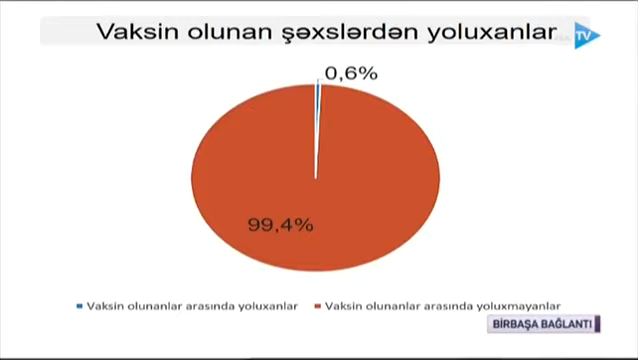 Vaksin olunan şəxslərdən yoluxanlar
TV
0,6%
99,4%
Vaksin olunanlar arasında yoluxanlar
Vaksin olunanlar arasında yoluxmayanlar
BİRBAŞA BAĞLANTI